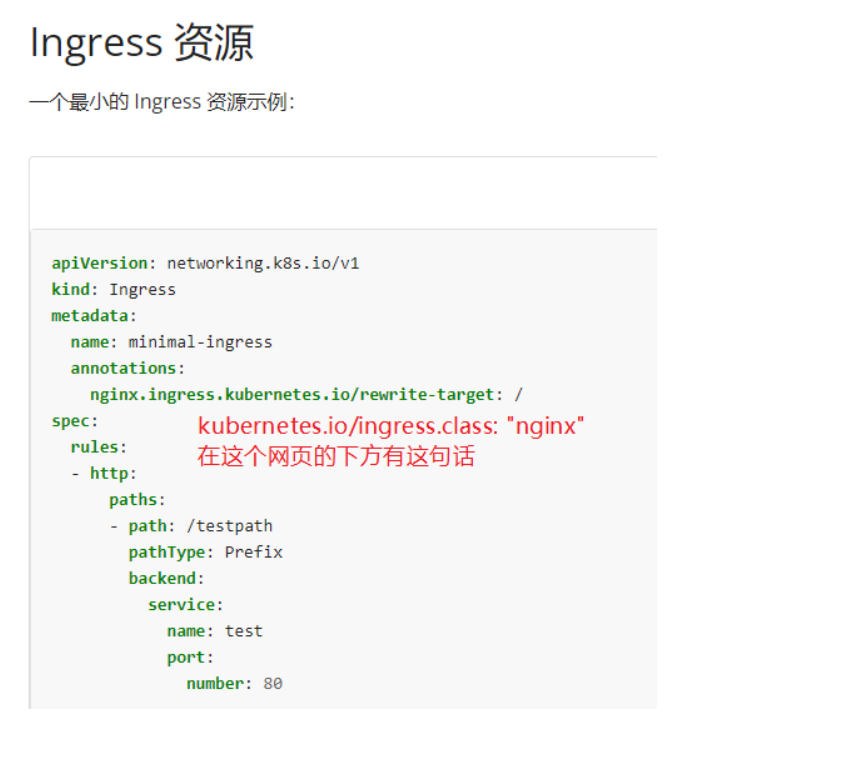 Ingress 资源
一个最小的 Ingress 资源示例：
apiVersion: networking.k8s.io/v1
kind: Ingress
metadata:
  name: minimal-ingress
  annotations:
    nginx.ingress.kubernetes.io/rewrite-target: /
spec:
kubernetes.io/ingress.class: "nginx"
在这个网页的下方有这句话
  rules:
  - http:
      paths:
      - path: /testpath
        pathType: Prefix
        backend:
          service:
            name: test
            port:
              number: 80